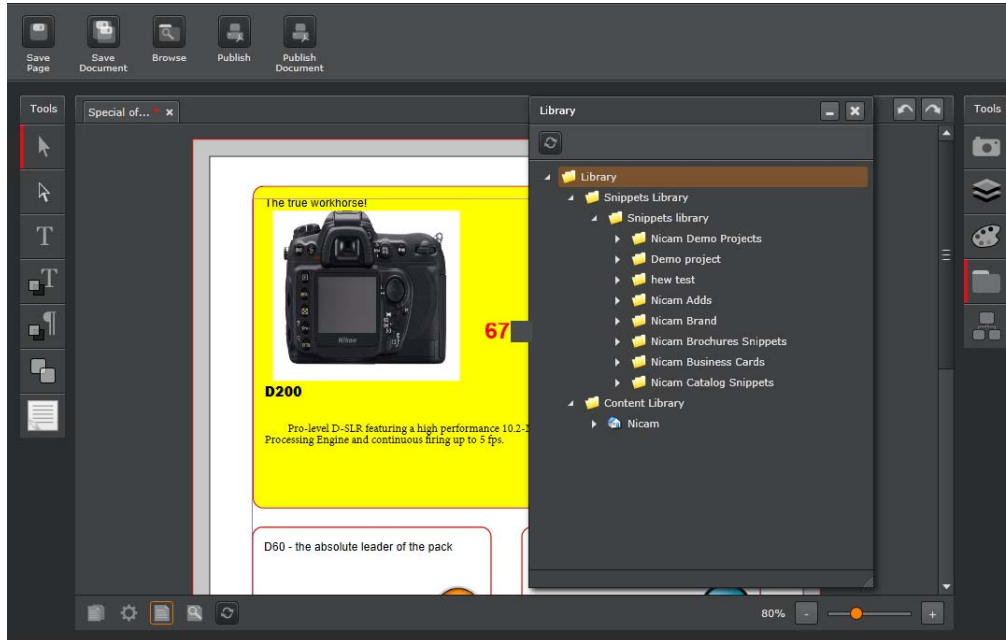 Save
Page
Save
Document
Browse
Publish
Publish
Document
Tools
Special of... * x
Library
Tools
Library
Snippets Library
Snippets library
Nicam Demo Projects
Demo project
hew test
Nicam Adds
Nicam Brand
Nicam Brochures Snippets
Nicam Business Cards
Nicam Catalog Snippets
Content Library
Nicam
The true workhorse!
Nikon
67
D200
Pro-level D-SLR featuring a high performance 10.2-
Processing Engine and continuous firing up to 5 fps.
D60 - the absolute leader of the pack
80%